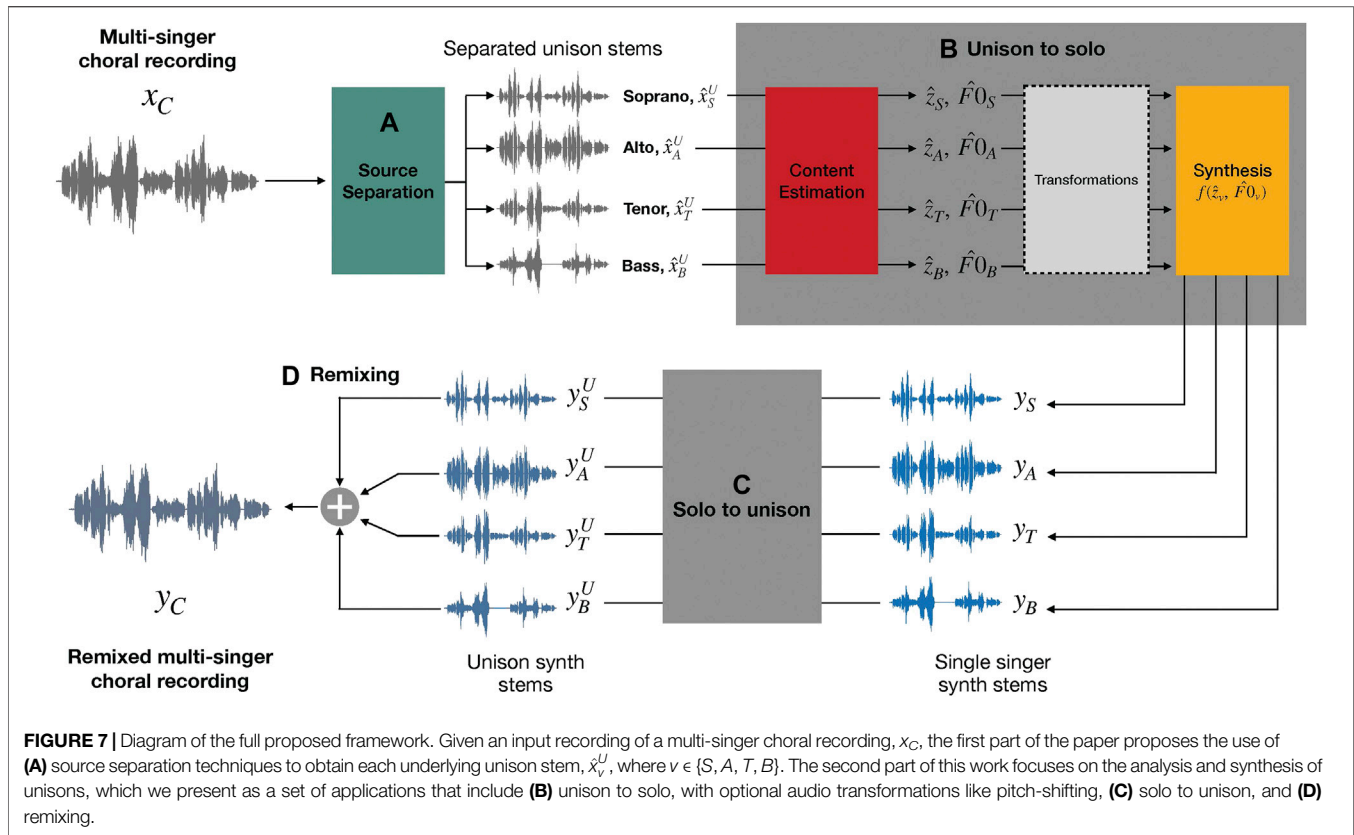 Multi-singer
choral recording
x_C
A
Source
Separation
Separated unison stems
Soprano, x̂_S^U
Alto, x̂_A^U
Tenor, x̂_T^U
Bass, x̂_B^U
B Unison to solo
Content
Estimation
ẑ_S, F̂0_S
ẑ_A, F̂0_A
ẑ_T, F̂0_T
ẑ_B, F̂0_B
Transformations
Synthesis
f(ẑ_v, F̂0_v)
D Remixing
y_S^U
y_A^U
y_T^U
y_B^U
C
Solo to unison
y_S
y_A
y_T
y_B
+
y_C
Remixed multi-singer
choral recording
Unison synth
stems
Single singer
synth stems
FIGURE 7 | Diagram of the full proposed framework. Given an input recording of a multi-singer choral recording, x_C, the first part of the paper proposes the use of
(A) source separation techniques to obtain each underlying unison stem, x̂_v^U, where v ∈ {S, A, T, B}. The second part of this work focuses on the analysis and synthesis of
unisons, which we present as a set of applications that include (B) unison to solo, with optional audio transformations like pitch-shifting, (C) solo to unison, and (D)
remixing.